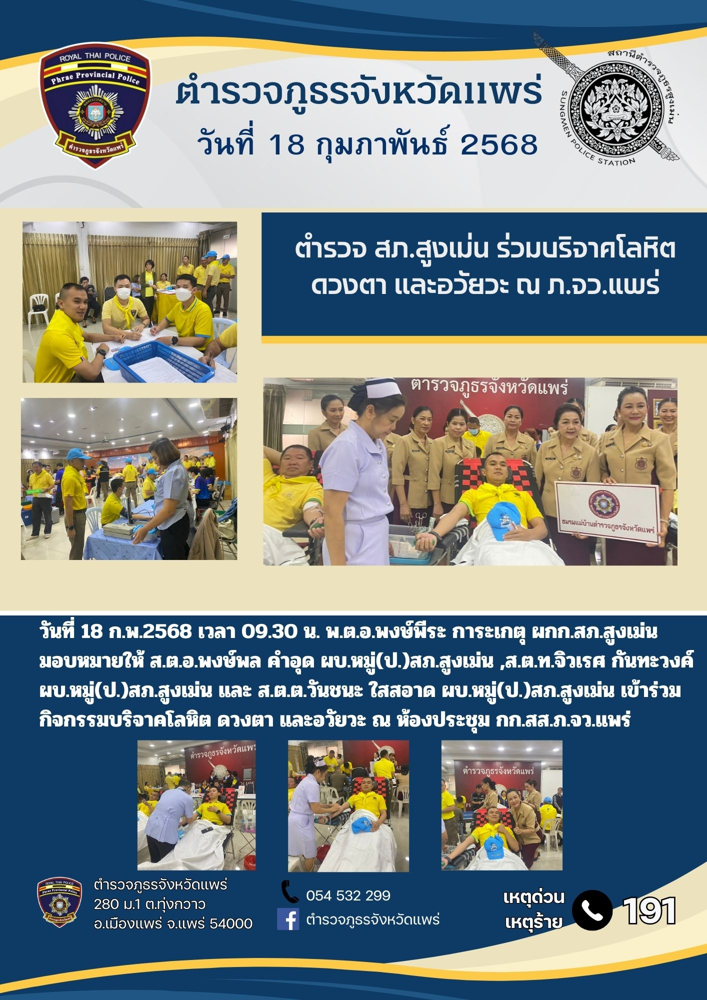 ROYAL THAI POLICE
Phrae Provincial Police
ตำรวจภูธรจังหวัดแพร่
ตำรวจภูธรจังหวัดแพร่
วันที่ 18 กุมภาพันธ์ 2568
สถานีตำรวจภูธรสูงเม่น
SUNGMEN POLICE STATION
ตำรวจ สภ.สูงเม่น ร่วมบริจาคโลหิต
ดวงตา และอวัยวะ ณ ภ.จว.แพร่
ตำรวจภูธรจังหวัดแพร่
ชมรมแม่บ้านตำรวจภูธรจังหวัดแพร่
วันที่ 18 ก.พ.2568 เวลา 09.30 น. พ.ต.อ.พงษ์พีระ การะเกตุ ผกก.สภ.สูงเม่น
มอบหมายให้ ส.ต.อ.พงษ์พล คำอุด ผบ.หมู่(ป.)สภ.สูงเม่น ,ส.ต.ท.จิวเรศ กันทะวงค์
ผบ.หมู่(ป.)สภ.สูงเม่น และ ส.ต.ต.วันชนะ ใสสอาด ผบ.หมู่(ป.)สภ.สูงเม่น เข้าร่วม
กิจกรรมบริจาคโลหิต ดวงตา และอวัยวะ ณ ห้องประชุม กก.สส.ภ.จว.แพร่
ตำรวจภูธรจังหวัดแพร่
ตำรวจภูธรจังหวัดแพร่
ROYAL THAI POLICE
Phrae Provincial Police
ตำรวจภูธรจังหวัดแพร่
ตำรวจภูธรจังหวัดแพร่
280 ม.1 ต.ทุ่งกวาว
อ.เมืองแพร่ จ.แพร่ 54000
054 532 299
ตำรวจภูธรจังหวัดแพร่
เหตุด่วน
เหตุร้าย
191